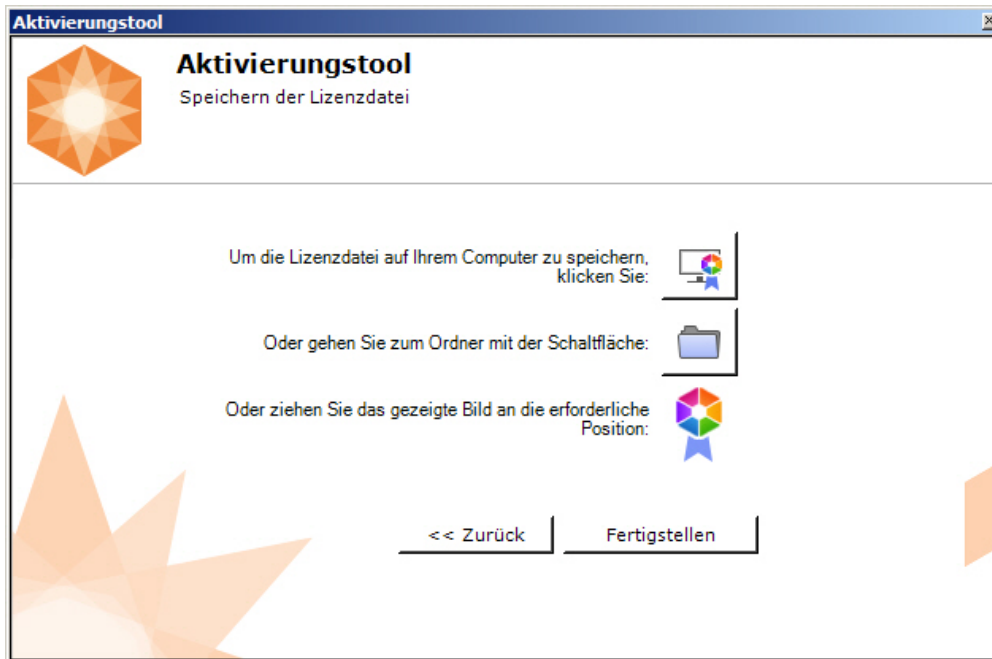 Aktivierungstool
Aktivierungstool
Speichern der Lizenzdatei
Um die Lizenzdatei auf Ihrem Computer zu speichern,
klicken Sie:
Oder gehen Sie zum Ordner mit der Schaltfläche:
Oder ziehen Sie das gezeigte Bild an die erforderliche
Position:
<< Zurück
Fertigstellen